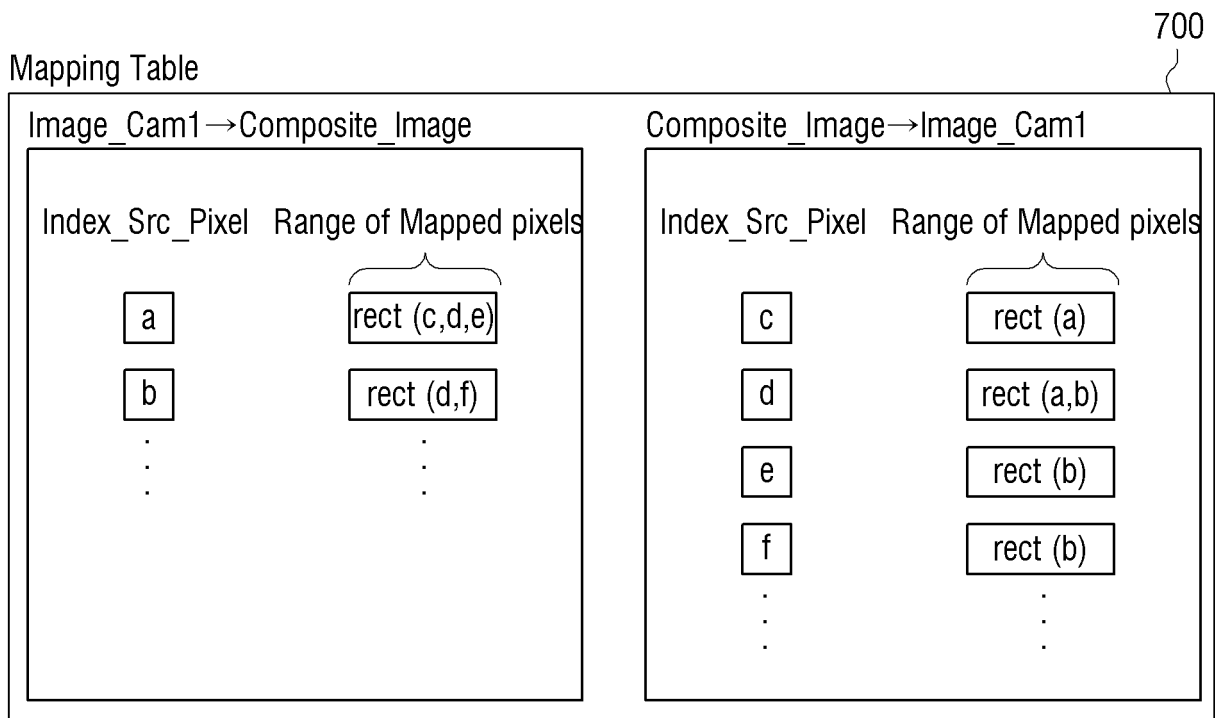 700
Mapping Table
Image_Cam1→Composite_Image
Index_Src_Pixel Range of Mapped pixels
a rect (c,d,e)
b rect (d,f)
Composite_Image→Image_Cam1
Index_Src_Pixel Range of Mapped pixels
c rect (a)
d rect (a,b)
e rect (b)
f rect (b)